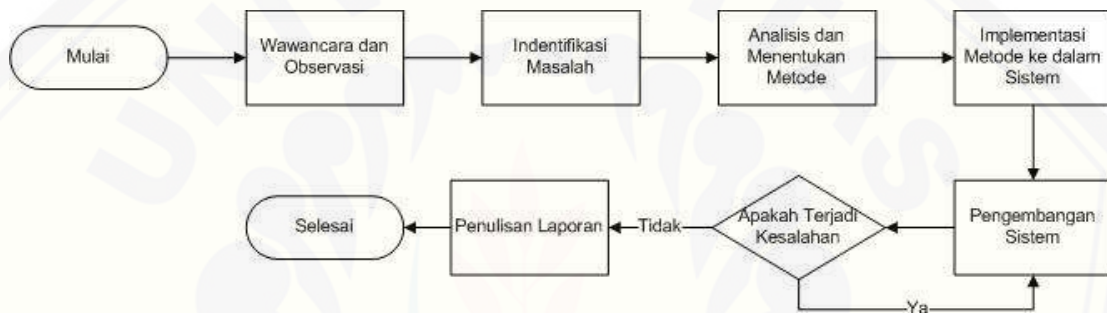 Mulai
Wawancara dan
Observasi
Indentifikasi
Masalah
Analisis dan
Menentukan
Metode
Implementasi
Metode ke dalam
Sistem
Pengembangan
Sistem
Apakah Terjadi
Kesalahan
Ya
Tidak
Penulisan Laporan
Selesai